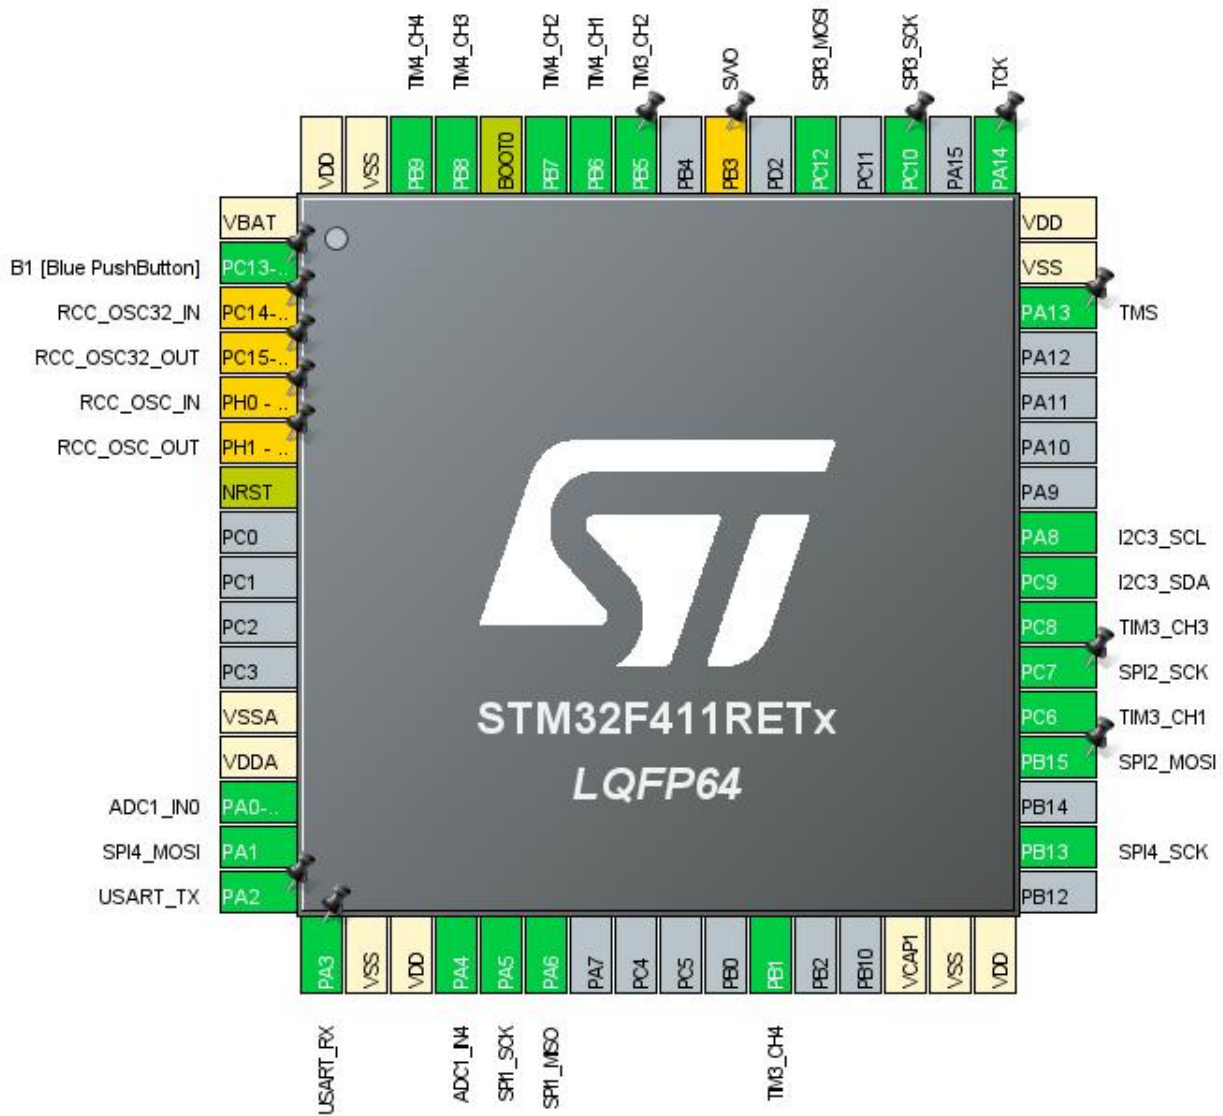 TIM4_CH4
TIM4_CH3
TIM4_CH2
TIM4_CH1
TIM3_CH2
SWO
SPI3_MOSI
SPI3_SCK
TCK
VDD
VSS
PB9
PB8
BOOT0
PB7
PB6
PB5
PB4
PB3
PD2
PC12
PC11
PC10
PA15
PA14
VBAT
B1 [Blue PushButton] PC13-..
RCC_OSC32_IN PC14-..
RCC_OSC32_OUT PC15-..
RCC_OSC_IN PH0 - ..
RCC_OSC_OUT PH1 - ..
NRST
PC0
PC1
PC2
PC3
VSSA
VDDA
ADC1_IN0 PA0-..
SPI4_MOSI PA1
USART_TX PA2
VDD
VSS
PA13 TMS
PA12
PA11
PA10
PA9
PA8 I2C3_SCL
PC9 I2C3_SDA
PC8 TIM3_CH3
PC7 SPI2_SCK
PC6 TIM3_CH1
PB15 SPI2_MOSI
PB14
PB13 SPI4_SCK
PB12
ST
STM32F411RETx
LQFP64
PA3
VSS
VDD
PA4
PA5
PA6
PA7
PC4
PC5
PB0
PB1
PB2
PB10
VCAP1
VSS
VDD
USART_RX
ADC1_IN4
SPI1_SCK
SPI1_MISO
TIM3_CH4